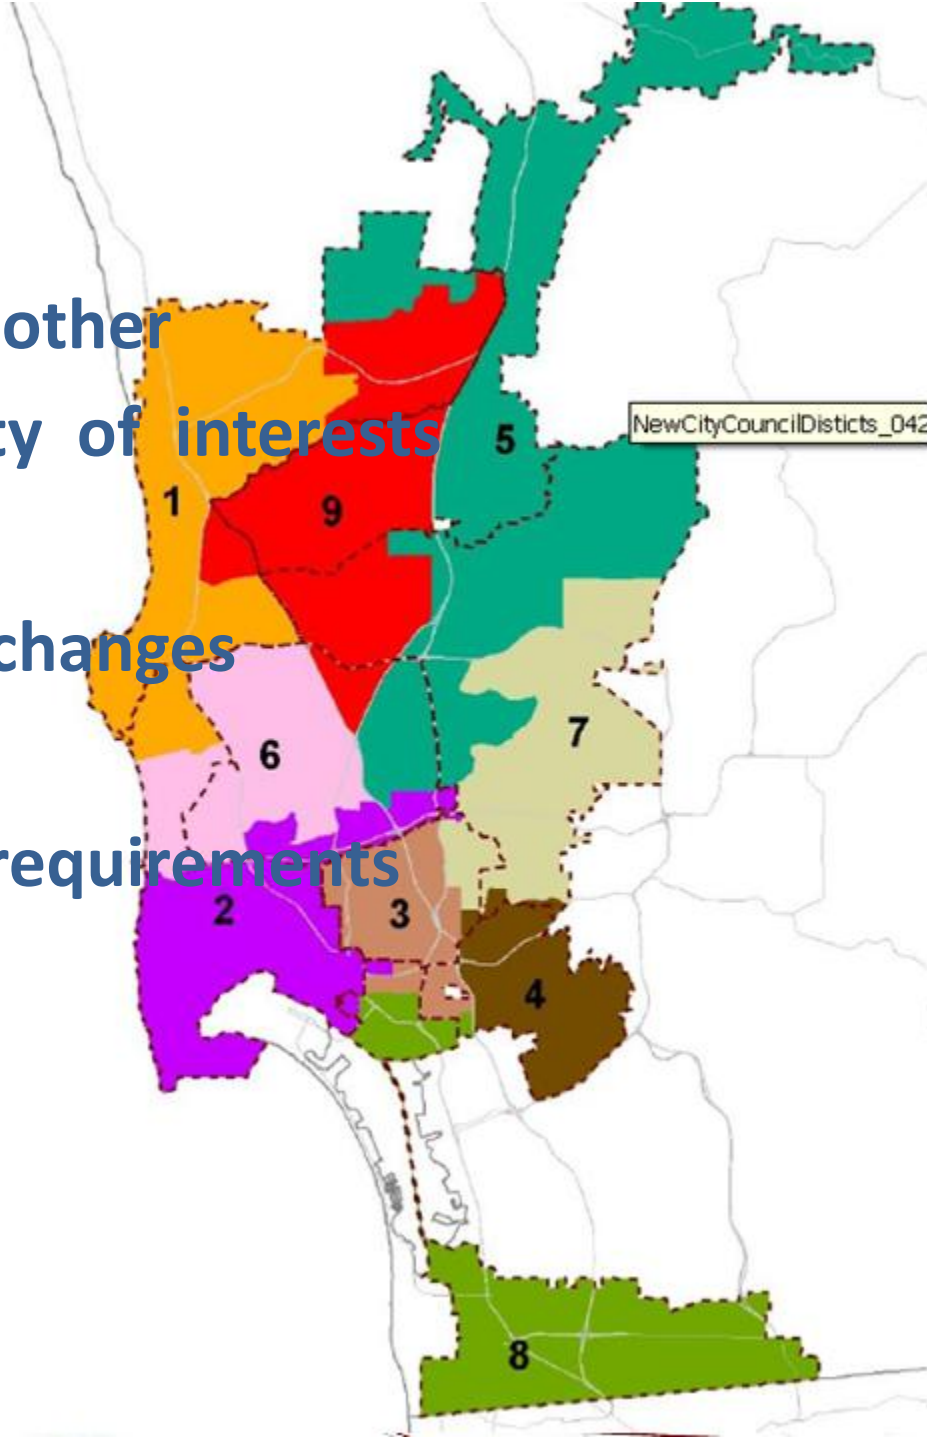 other
ty of interests
NewCityCouncilDisticts_042
5
1
9
changes
7
6
requirements
2
3
4
8